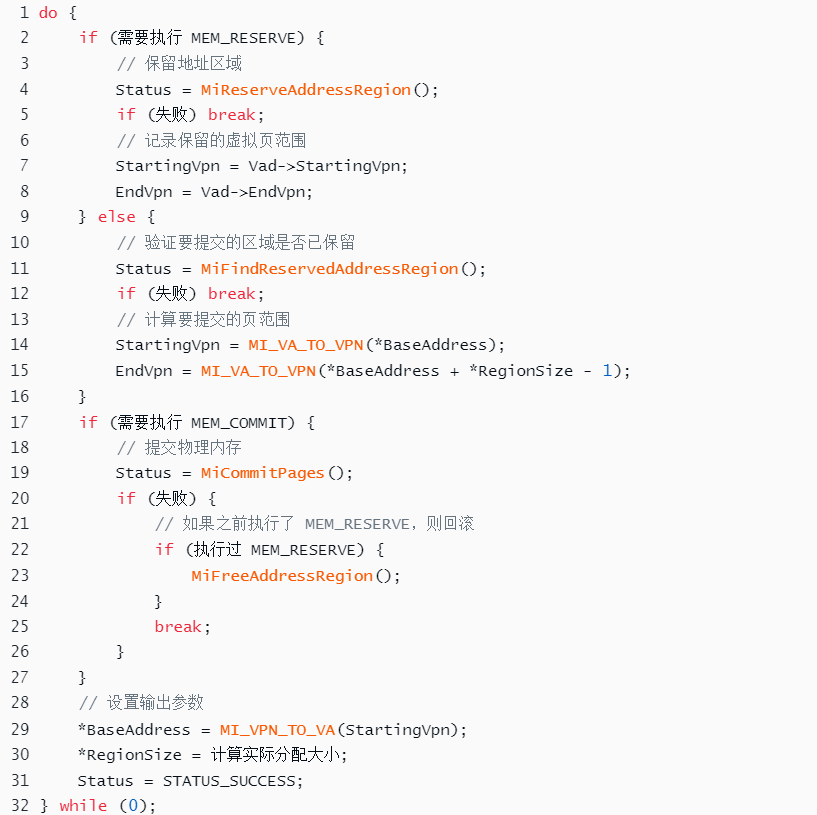 1 do {
2     if (需要执行 MEM_RESERVE) {
3         // 保留地址区域
4         Status = MiReserveAddressRegion();
5         if (失败) break;
6         // 记录保留的虚拟页范围
7         StartingVpn = Vad->StartingVpn;
8         EndVpn = Vad->EndVpn;
9     } else {
10         // 验证要提交的区域是否已保留
11         Status = MiFindReservedAddressRegion();
12         if (失败) break;
13         // 计算要提交的页范围
14         StartingVpn = MI_VA_TO_VPN(*BaseAddress);
15         EndVpn = MI_VA_TO_VPN(*BaseAddress + *RegionSize - 1);
16     }
17     if (需要执行 MEM_COMMIT) {
18         // 提交物理内存
19         Status = MiCommitPages();
20         if (失败) {
21             // 如果之前执行了 MEM_RESERVE，则回滚
22             if (执行过 MEM_RESERVE) {
23                 MiFreeAddressRegion();
24             }
25             break;
26         }
27     }
28     // 设置输出参数
29     *BaseAddress = MI_VPN_TO_VA(StartingVpn);
30     *RegionSize = 计算实际分配大小;
31     Status = STATUS_SUCCESS;
32 } while (0);